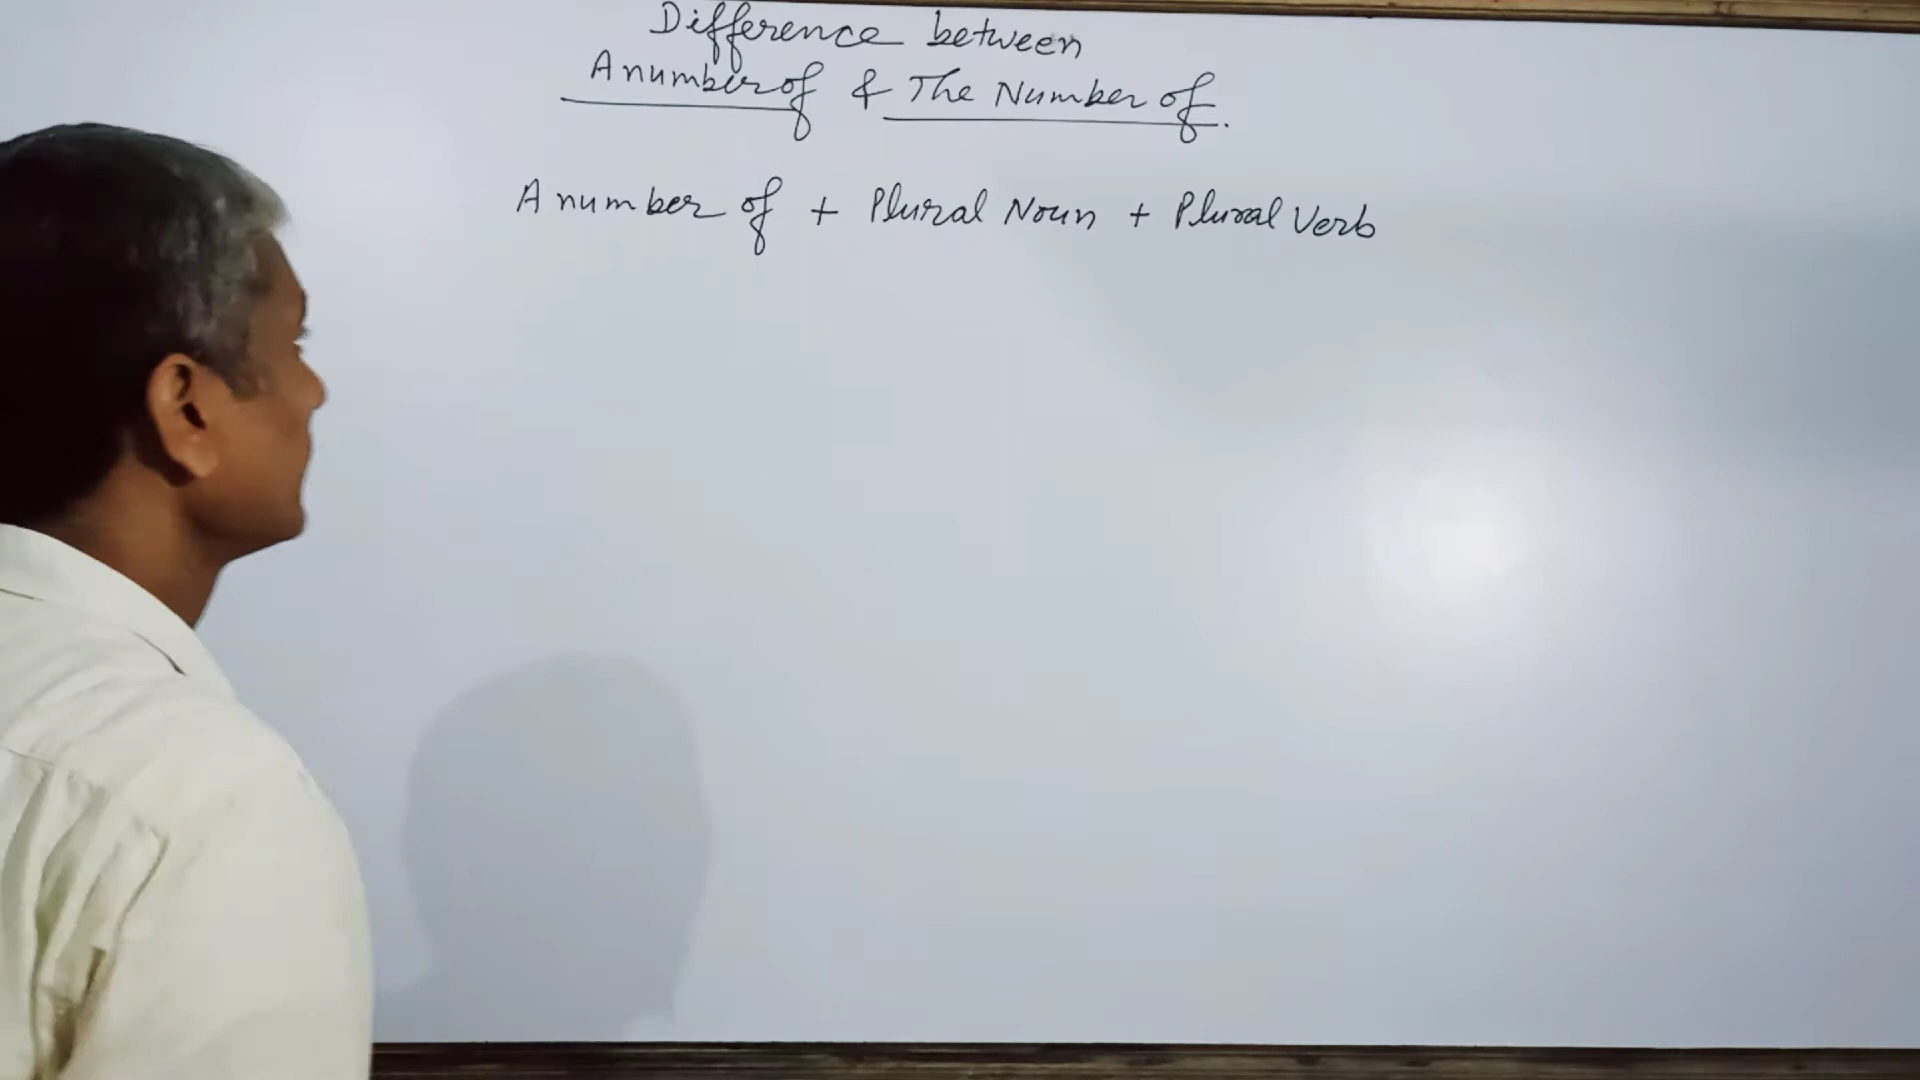 Difference between
A number of & The Number of.
A number of + Plural Noun + Plural Verb